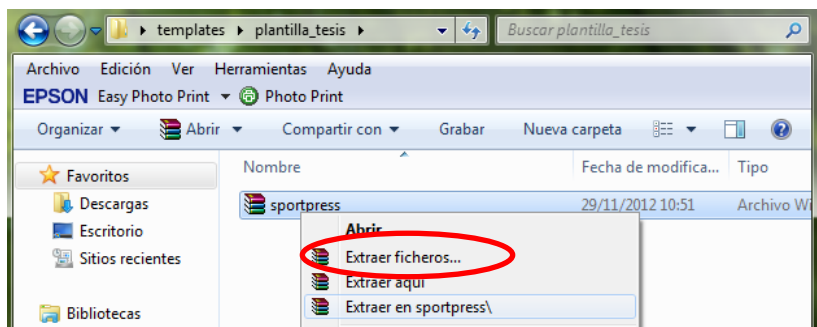 templates ▸ plantilla_tesis ▸ Buscar plantilla_tesis
Archivo Edición Ver Herramientas Ayuda
EPSON Easy Photo Print Photo Print
Organizar Abrir Compartir con Grabar Nueva carpeta
Favoritos
Descargas
Escritorio
Sitios recientes
Bibliotecas
Nombre Fecha de modifica... Tipo
sportpress 29/11/2012 10:51 Archivo Wi
Abrir
Extraer ficheros...
Extraer aquí
Extraer en sportpress\